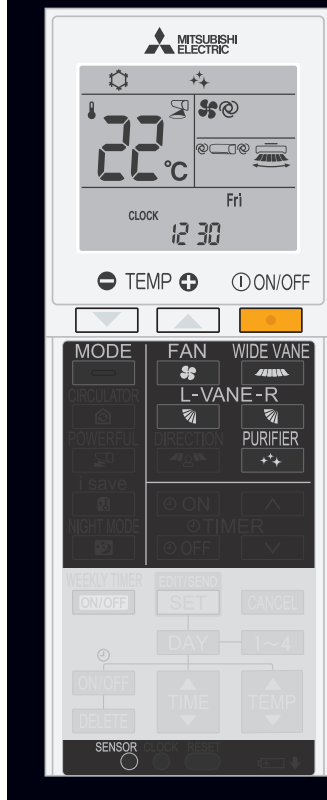 MITSUBISHI
ELECTRIC
22°C
Fri
CLOCK
12 30
TEMP ON/OFF
MODE FAN WIDE VANE
CIRCULATOR L-VANE-R
POWERFUL DIRECTION PURIFIER
i save
ON
NIGHT MODE TIMER
OFF
WEEKLY TIMER EDIT/SEND
ON/OFF SET CANCEL
DAY 1~4
ON/OFF TIME TEMP
DELETE
SENSOR CLOCK RESET